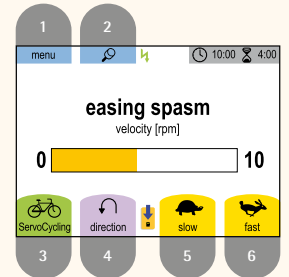 1 2
menu 10:00 4:00
easing spasm
velocity [rpm]
0 10
ServoCycling direction slow fast
3 4 5 6